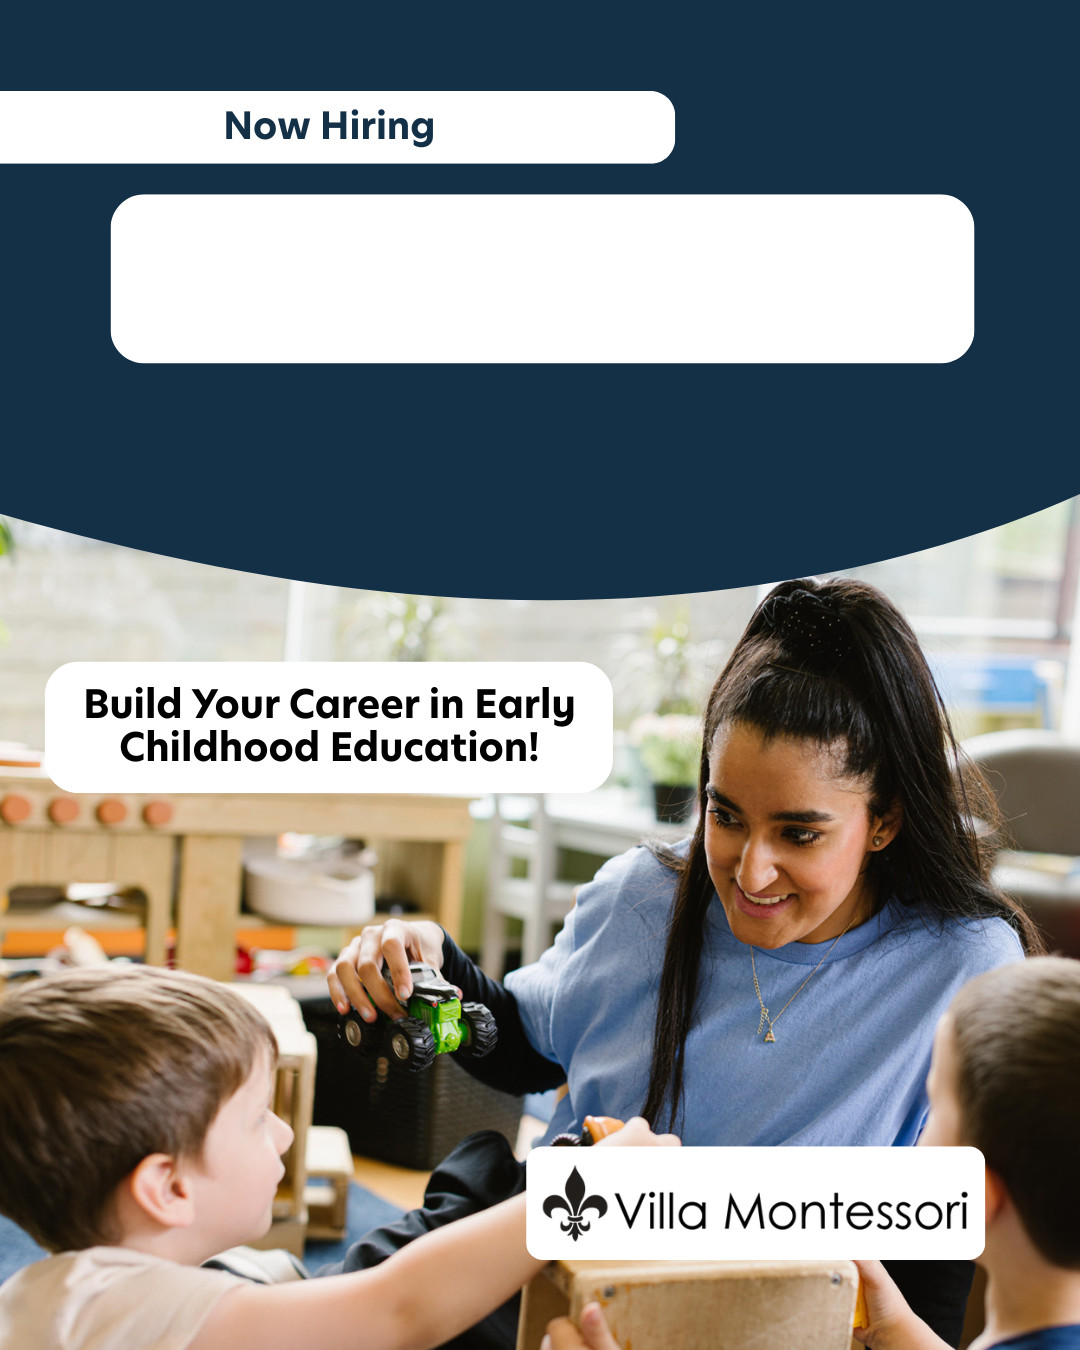 Now Hiring
Build Your Career in Early
Childhood Education!
Villa Montessori